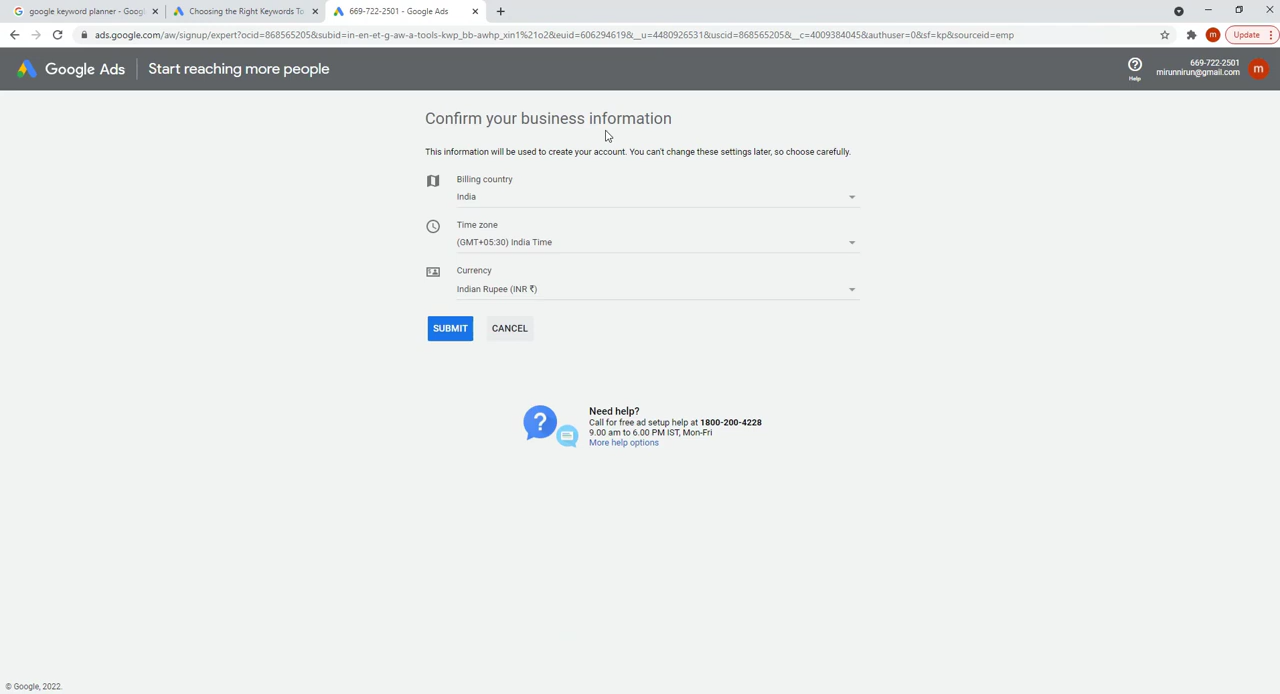 google keyword planner - Googl
Choosing the Right Keywords To
669-722-2501 - Google Ads
ads.google.com/aw/signup/expert?ocid=868565205&subid=in-en-et-g-aw-a-tools-kwp_bb-awhp_xin1%21o2&euid=606294619&__u=4480926531&uscid=868565205&__c=4009384045&authuser=0&sf=kp&sourceid=emp
m
Update
Google Ads
Start reaching more people
Help
669-722-2501
mirunnirun@gmail.com
m
Confirm your business information
This information will be used to create your account. You can't change these settings later, so choose carefully.
Billing country
India
Time zone
(GMT+05:30) India Time
Currency
Indian Rupee (INR ₹)
SUBMIT
CANCEL
Need help?
Call for free ad setup help at 1800-200-4228
9.00 am to 6.00 PM IST, Mon-Fri
More help options
© Google, 2022.